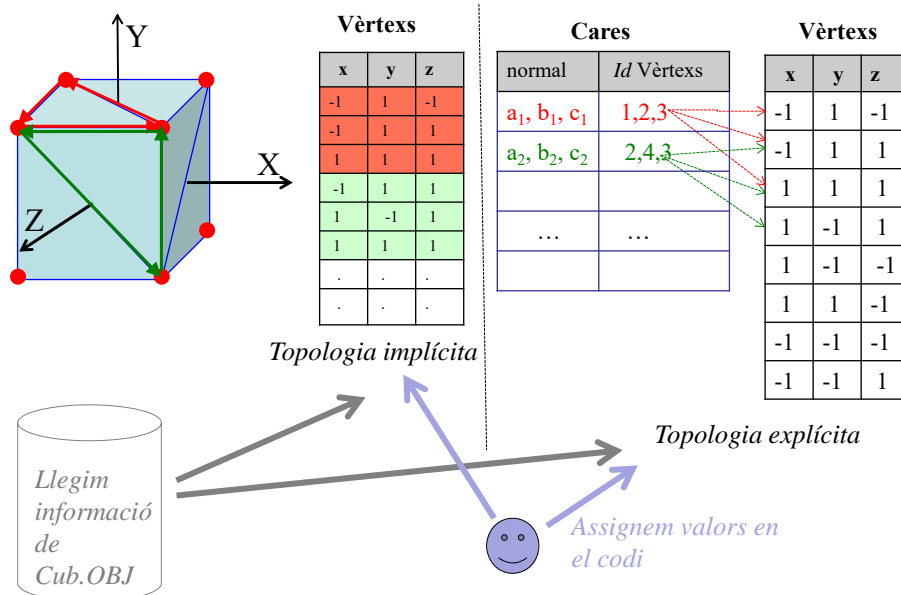 Y
X
Z
Vèrtexs
x y z
-1 1 -1
-1 1 1
1 1 1
-1 1 1
1 -1 1
1 1 1
. . .
. . .
Topologia implícita
Cares
normal Id Vèrtexs
a1, b1, c1 1,2,3
a2, b2, c2 2,4,3
... ...
Vèrtexs
x y z
-1 1 -1
-1 1 1
1 1 1
1 -1 1
1 -1 -1
1 1 -1
-1 -1 -1
-1 -1 1
Topologia explícita
Llegim
informació
de
Cub.OBJ
Assignem valors en
el codi